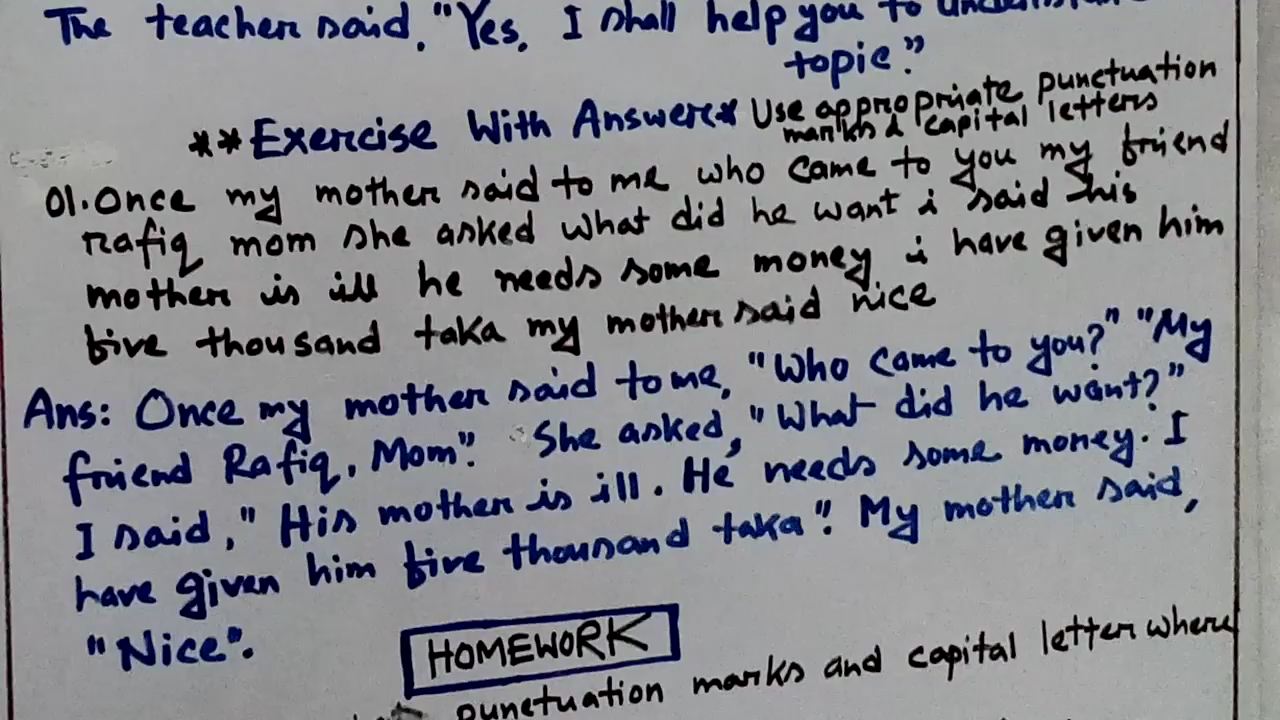 The teacher said, "Yes, I shall help you to
topic."
**Exercise With Answer* Use appropriate punctuation
marks & capital letters
01. Once my mother said to me who came to you my friend
rafiq mom she asked what did he want i said his
mother is ill he needs some money i have given him
five thousand taka my mother said nice
Ans: Once my mother said to me, "Who came to you?" "My
friend Rafiq, Mom". She asked, "What did he want?"
I said, "His mother is ill. He needs some money. I
have given him five thousand taka". My mother said,
"Nice".
HOMEWORK
punctuation marks and capital letter where